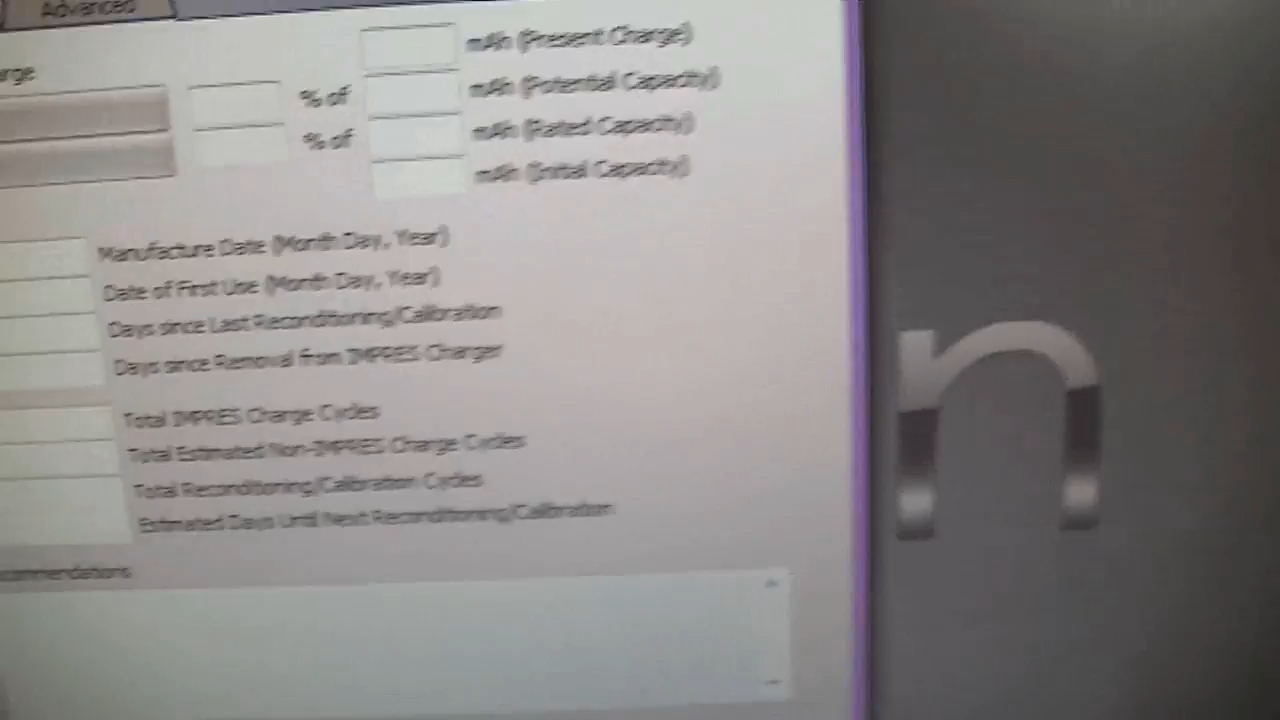 Advanced
mAh (Present Charge)
% of mAh (Potential Capacity)
% of mAh (Rated Capacity)
mAh (Initial Capacity)
Manufacture Date (Month Day, Year)
Date of First Use (Month Day, Year)
Days since Last Reconditioning/Calibration
Days since Removal from IMPRES Charger
Total IMPRES Charge Cycles
Total Estimated Non-IMPRES Charge Cycles
Total Reconditioning/Calibration Cycles
Estimated Days Until Next Reconditioning/Calibration
n